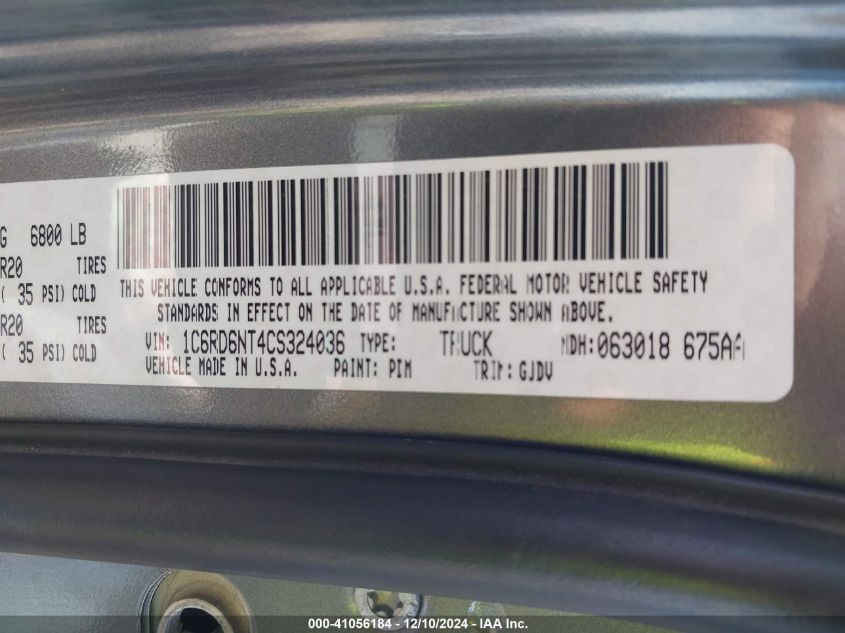 G 6800 LB
R20 TIRES
( 35 PSI) COLD
R20 TIRES
( 35 PSI) COLD
THIS VEHICLE CONFORMS TO ALL APPLICABLE U.S.A. FEDERAL MOTOR VEHICLE SAFETY
STANDARDS IN EFFECT ON THE DATE OF MANUFACTURE SHOWN ABOVE.
VIN: 1C6RD6NT4CS324036 TYPE: TRUCK MDH: 063018 675AA
VEHICLE MADE IN U.S.A. PAINT: PIM TRIM: GJDV
000-41056184 - 12/10/2024 - IAA Inc.